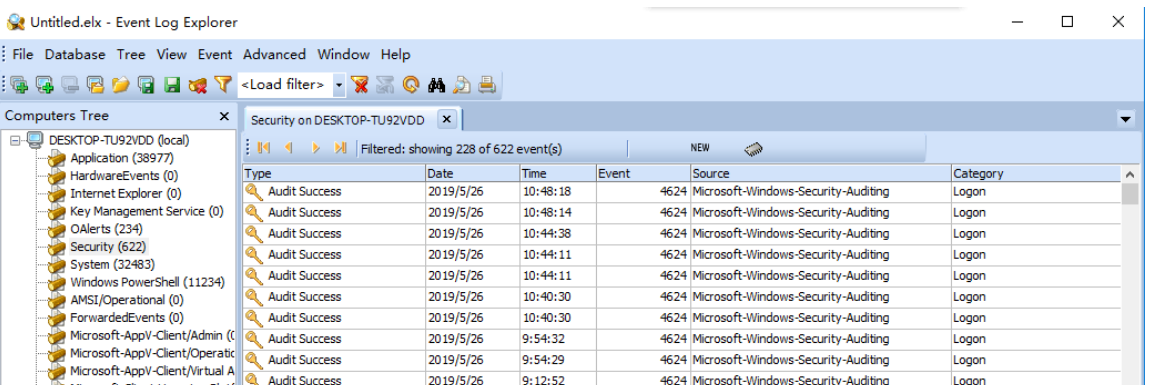 Untitled.elx - Event Log Explorer
File Database Tree View Event Advanced Window Help
<Load filter>
Computers Tree
Security on DESKTOP-TU92VDD
DESKTOP-TU92VDD (local)
Application (38977)
HardwareEvents (0)
Internet Explorer (0)
Key Management Service (0)
OAlerts (234)
Security (622)
System (32483)
Windows PowerShell (11234)
AMSI/Operational (0)
ForwardedEvents (0)
Microsoft-AppV-Client/Admin (
Microsoft-AppV-Client/Operatic
Microsoft-AppV-Client/Virtual A
Filtered: showing 228 of 622 event(s) NEW
Type Date Time Event Source Category
Audit Success 2019/5/26 10:48:18 4624 Microsoft-Windows-Security-Auditing Logon
Audit Success 2019/5/26 10:48:14 4624 Microsoft-Windows-Security-Auditing Logon
Audit Success 2019/5/26 10:44:38 4624 Microsoft-Windows-Security-Auditing Logon
Audit Success 2019/5/26 10:44:11 4624 Microsoft-Windows-Security-Auditing Logon
Audit Success 2019/5/26 10:44:11 4624 Microsoft-Windows-Security-Auditing Logon
Audit Success 2019/5/26 10:40:30 4624 Microsoft-Windows-Security-Auditing Logon
Audit Success 2019/5/26 10:40:30 4624 Microsoft-Windows-Security-Auditing Logon
Audit Success 2019/5/26 9:54:32 4624 Microsoft-Windows-Security-Auditing Logon
Audit Success 2019/5/26 9:54:29 4624 Microsoft-Windows-Security-Auditing Logon
Audit Success 2019/5/26 9:12:52 4624 Microsoft-Windows-Security-Auditing Logon